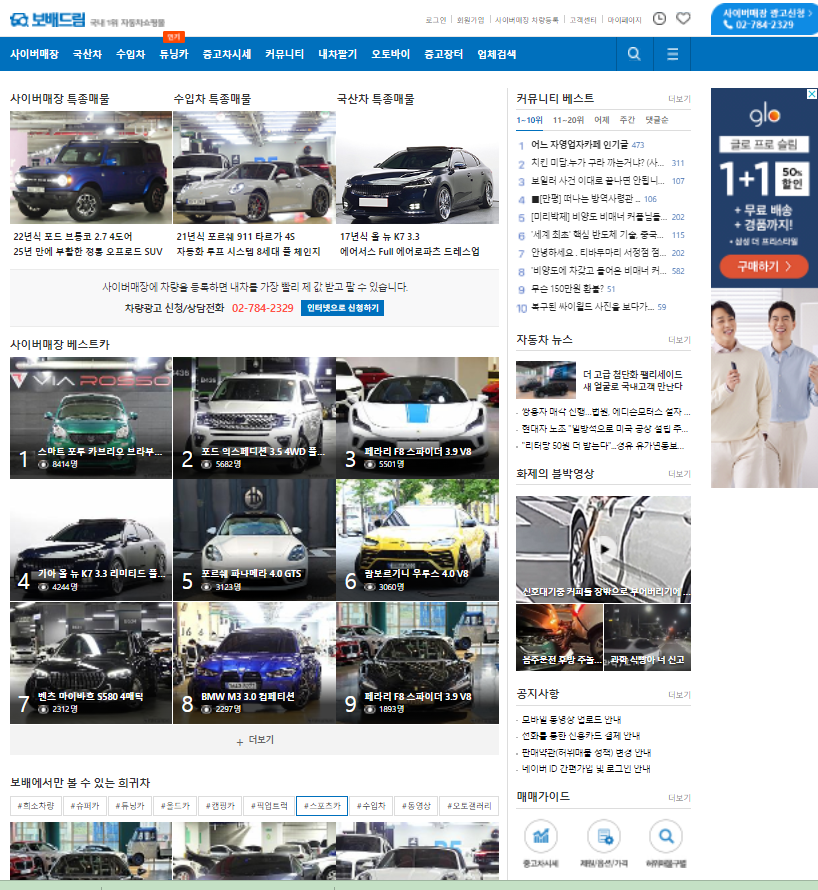 보배드림 국내 1위 자동차쇼핑몰
로그인 회원가입 사이버매장 차량등록 고객센터 마이페이지
사이버매장 광고신청 >
02-784-2329
인기
사이버매장 국산차 수입차 튜닝카 중고차시세 커뮤니티 내차팔기 오토바이 중고장터 업체검색
사이버매장 특종매물
수입차 특종매물
국산차 특종매물
22년식 포드 브롱코 2.7 4도어
25년 만에 부활한 정통 오프로드 SUV
21년식 포르쉐 911 타르가 4S
자동화 루프 시스템 8세대 풀 체인지
17년식 올 뉴 K7 3.3
에어서스 Full 에어로파츠 드레스업
사이버매장에 차량을 등록하면 내차를 가장 빨리 제 값 받고 팔 수 있습니다.
차량광고 신청/상담전화 02-784-2329 인터넷으로 신청하기
사이버매장 베스트카
VIA ROSSO
1 스마트 포투 카브리오 브라부...
8414명
2 포드 익스페디션 3.5 4WD 플...
5682명
3 페라리 F8 스파이더 3.9 V8
5501명
4 기아 올 뉴 K7 3.3 리미티드 플...
4244명
5 포르쉐 파나메라 4.0 GTS
3123명
6 람보르기니 우루스 4.0 V8
3060명
7 벤츠 마이바흐 S580 4매틱
2312명
8 BMW M3 3.0 컴페티션
2297명
9 페라리 F8 스파이더 3.9 V8
1893명
+ 더보기
보배에서만 볼 수 있는 희귀차
#희소차량 #슈퍼카 #튜닝카 #올드카 #캠핑카 #픽업트럭 #스포츠카 #수입차 #동영상 #오토갤러리
커뮤니티 베스트 더보기
1~10위 11~20위 어제 주간 댓글순
1 어느 자영업자카페 인기글 473
2 치킨 미담.누가 구라 까는거냐? (사... 311
3 보일러 사건 이대로 끝나면 안됩니... 107
4 ■[만평] 떠나는 방역사령관 .. 106
5 [미리박제] 비양도 비매너 커플님들... 202
6 '세계 최초' 핵심 반도체 기술, 중국... 115
7 안녕하세요 . 티바두마리 서정점 점... 202
8 '비양도에 차갖고 들어온 비매너 커... 582
9 무슨 150만원 환불? 51
10 복구된 싸이월드 사진을 보다가... 59
자동차 뉴스 더보기
더 고급 첨단화 팰리세이드
새 얼굴로 국내고객 만난다
쌍용차 매각 신청...법원, 에디슨모터스 설자 ...
현대차 노조 "일방적으로 미국 공장 설립 주...
"리터당 50원 더 받는다"...경유 유가연동보...
화제의 블박영상 더보기
신호대기중 커피를 창밖으로 부어버리기에 ...
음주운전 후방 추돌...
과학 식빵아 너 신고
공지사항 더보기
모바일 동영상 업로드 안내
전화를 통한 신용카드 결제 안내
판매약관(허위매물 정책) 변경 안내
네이버 ID 간편가입 및 로그인 안내
매매가이드 더보기
중고차시세
제원/옵션/가격
허위매물구별
glo
글로 프로 슬림
1+1 50% 할인
+ 무료 배송
+ 경품까지!
구매하기 >